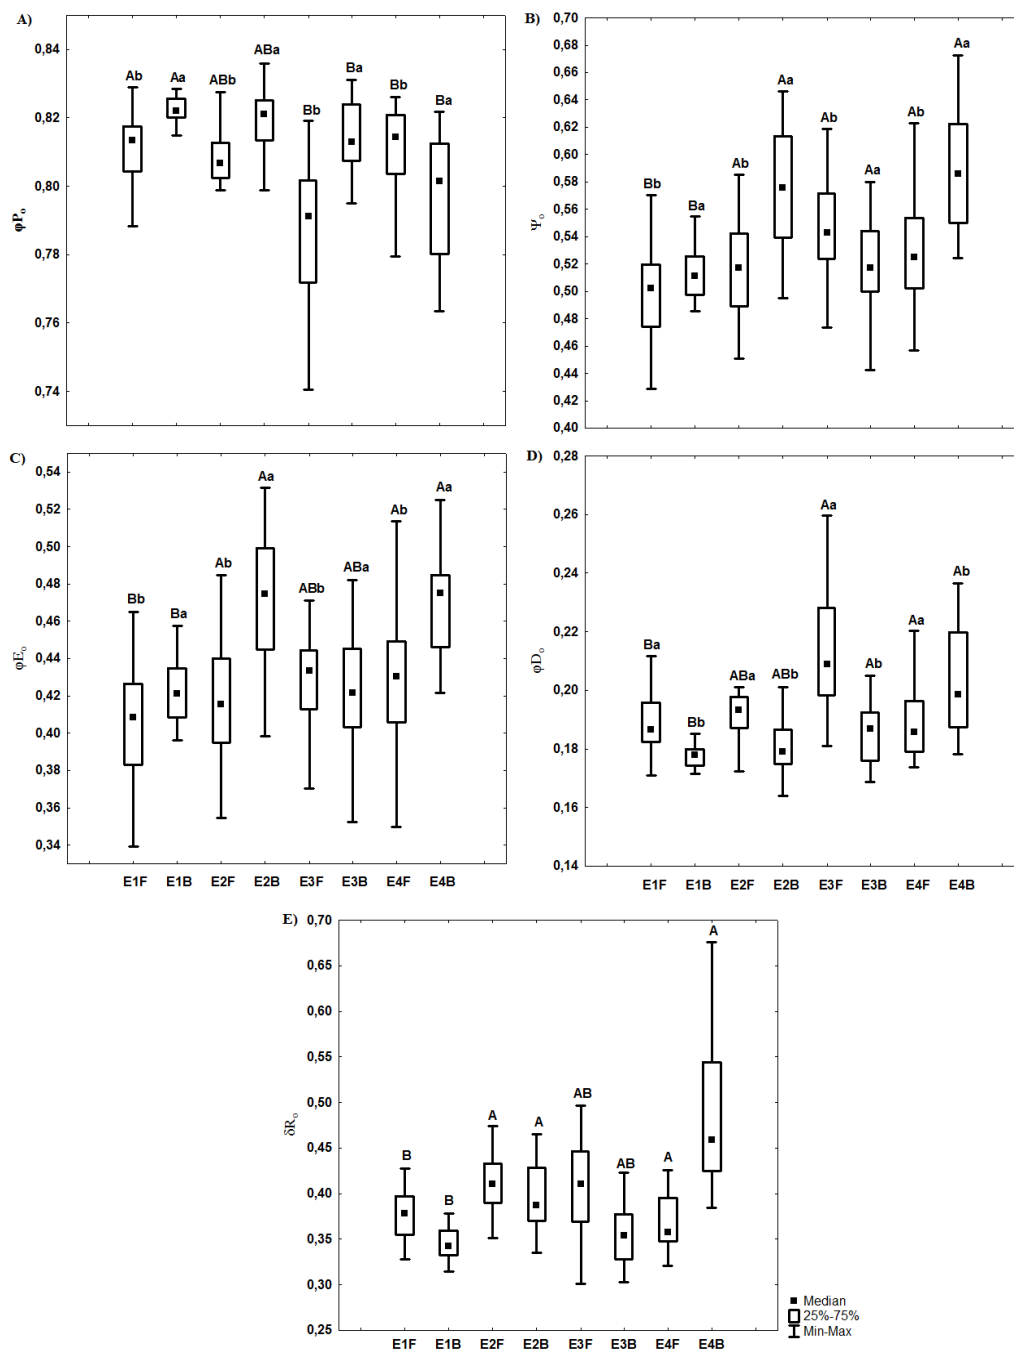 A)
0,84
0,82
0,80
0,78
0,76
0,74
φPo
Ab Aa ABb ABa Bb Ba Bb Ba
B)
0,70
0,68
0,66
0,64
0,62
0,60
0,58
0,56
0,54
0,52
0,50
0,48
0,46
0,44
0,42
0,40
Ψo
Bb Ba Ab Aa Ab Aa Ab Aa
C)
0,54
0,52
0,50
0,48
0,46
0,44
0,42
0,40
0,38
0,36
0,34
φEo
Bb Ba Ab Aa ABb ABa Ab Aa
E1F E1B E2F E2B E3F E3B E4F E4B
D)
0,28
0,26
0,24
0,22
0,20
0,18
0,16
0,14
φDo
Ba Bb ABa ABb Aa Ab Aa Ab
E1F E1B E2F E2B E3F E3B E4F E4B
E)
0,70
0,65
0,60
0,55
0,50
0,45
0,40
0,35
0,30
0,25
δRo
B B A A AB AB A A
E1F E1B E2F E2B E3F E3B E4F E4B
Median
25%-75%
Min-Max